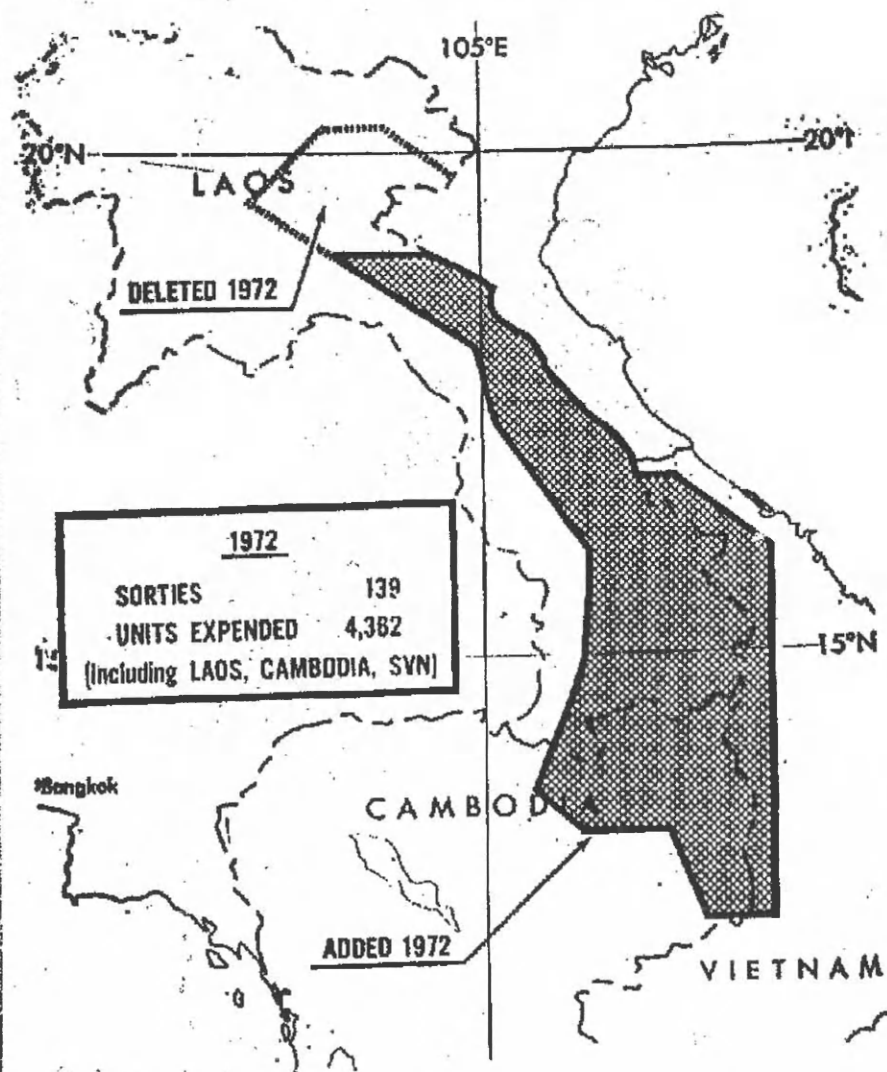 105°E
20°N
20°
LAOS
DELETED 1972
1972
SORTIES 139
UNITS EXPENDED 4,362
(Including LAOS, CAMBODIA, SVN)
15°N
Bangkok
CAMBODIA
ADDED 1972
VIETNAM